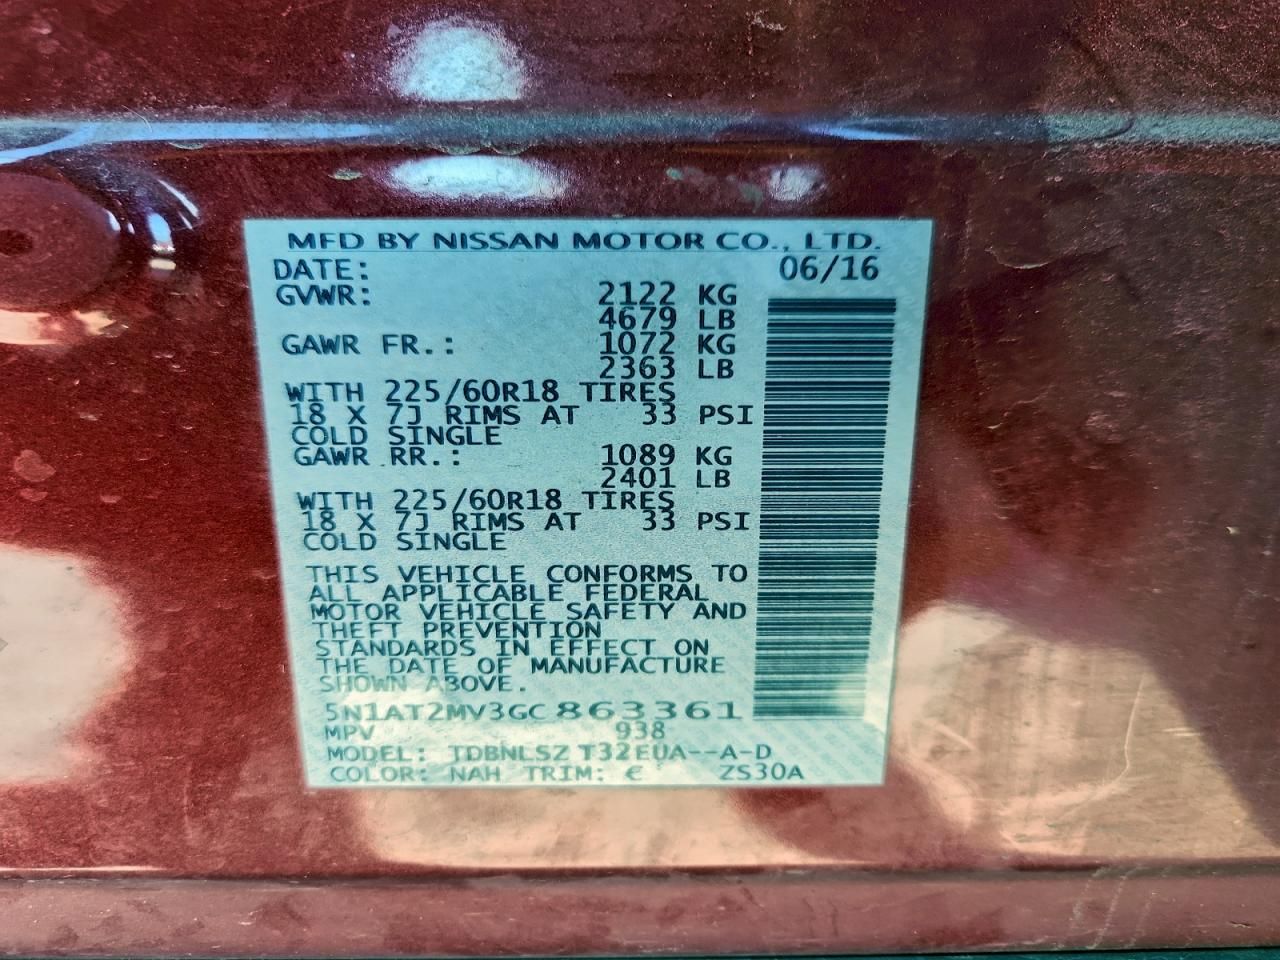 MFD BY NISSAN MOTOR CO., LTD.
DATE: 06/16
GVWR: 2122 KG
4679 LB
GAWR FR.: 1072 KG
2363 LB
WITH 225/60R18 TIRES
18 X 7J RIMS AT 33 PSI
COLD SINGLE
GAWR RR.: 1089 KG
2401 LB
WITH 225/60R18 TIRES
18 X 7J RIMS AT 33 PSI
COLD SINGLE
THIS VEHICLE CONFORMS TO
ALL APPLICABLE FEDERAL
MOTOR VEHICLE SAFETY AND
THEFT PREVENTION
STANDARDS IN EFFECT ON
THE DATE OF MANUFACTURE
SHOWN ABOVE.
5N1AT2MV3GC863361
MPV 938
MODEL: TDBNLSZ T32EUA--A-D
COLOR: NAH TRIM: ZS30A